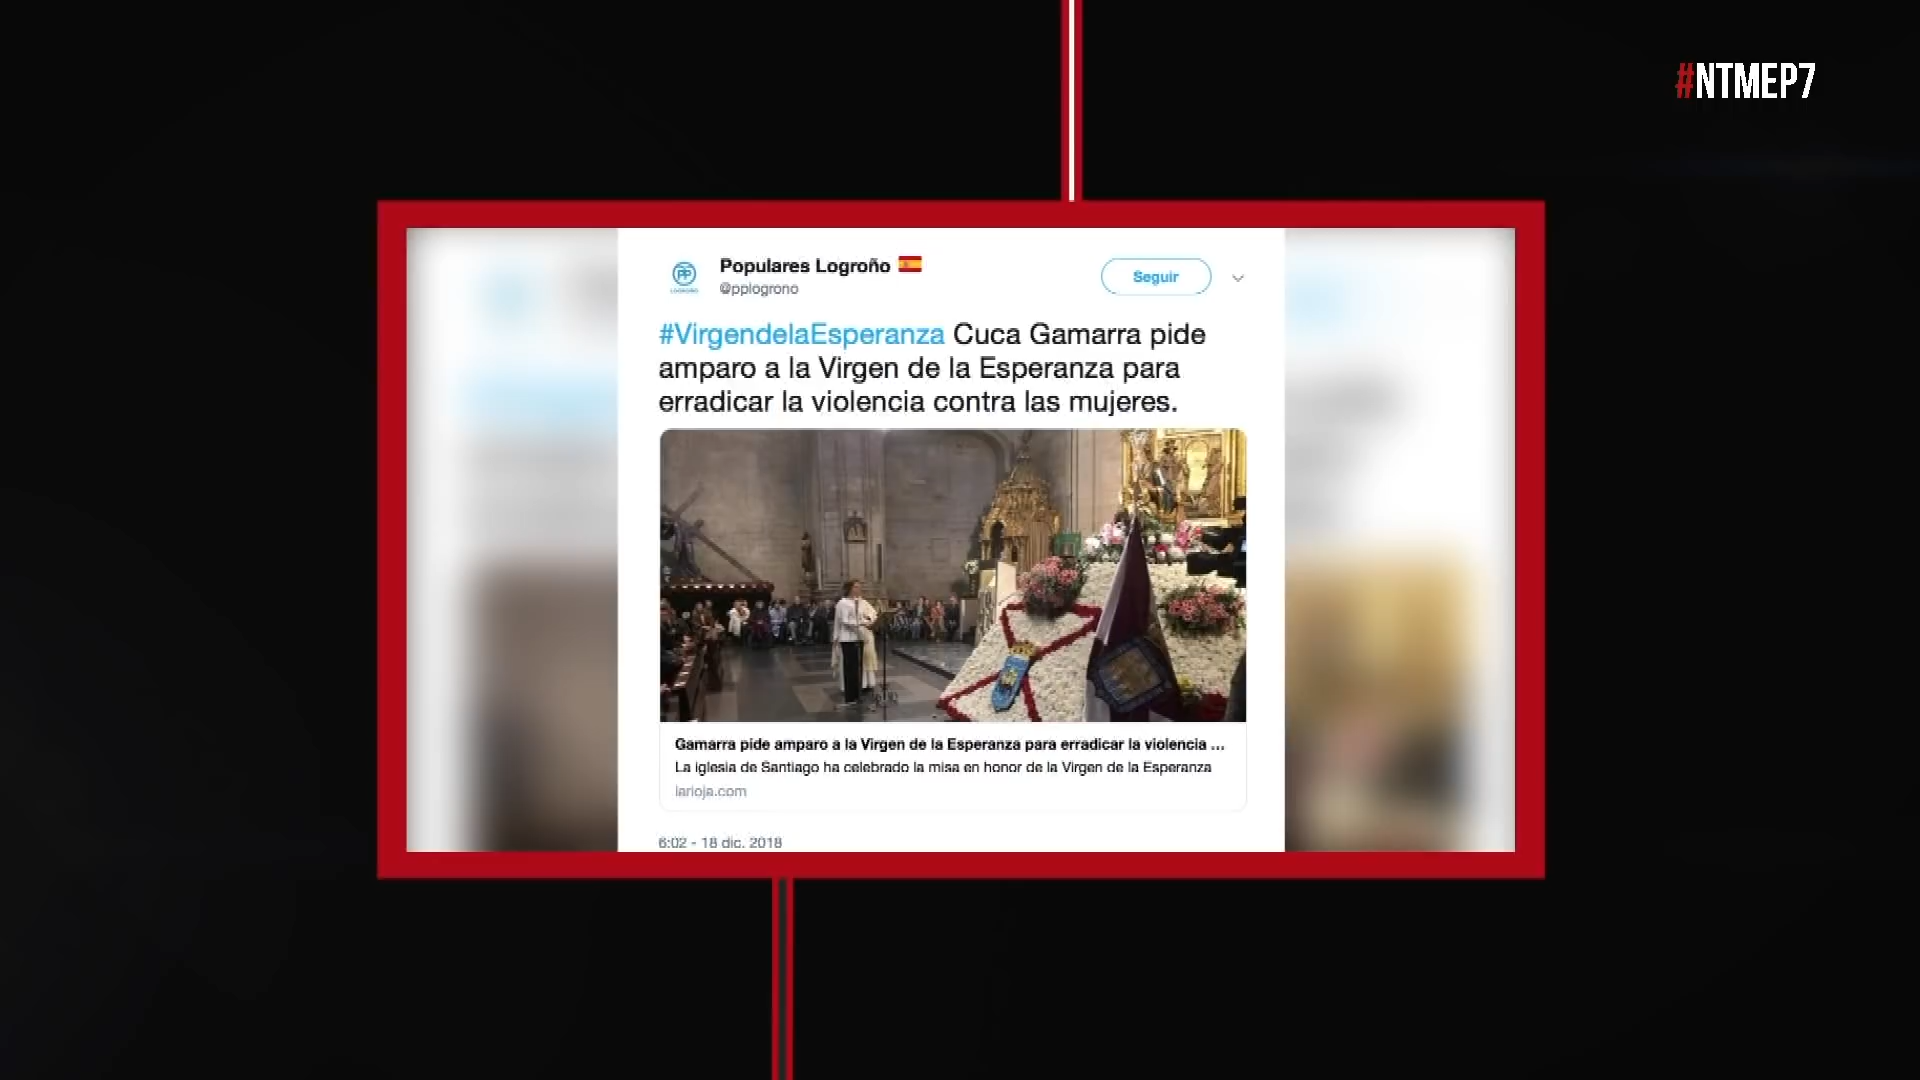 #NTMEP7
Populares Logroño
@pplogrono
Seguir
#VirgendelaEsperanza Cuca Gamarra pide
amparo a la Virgen de la Esperanza para
erradicar la violencia contra las mujeres.
Gamarra pide amparo a la Virgen de la Esperanza para erradicar la violencia ...
La iglesia de Santiago ha celebrado la misa en honor de la Virgen de la Esperanza
larioja.com
6:02 - 18 dic. 2018
PP
LOGROÑO